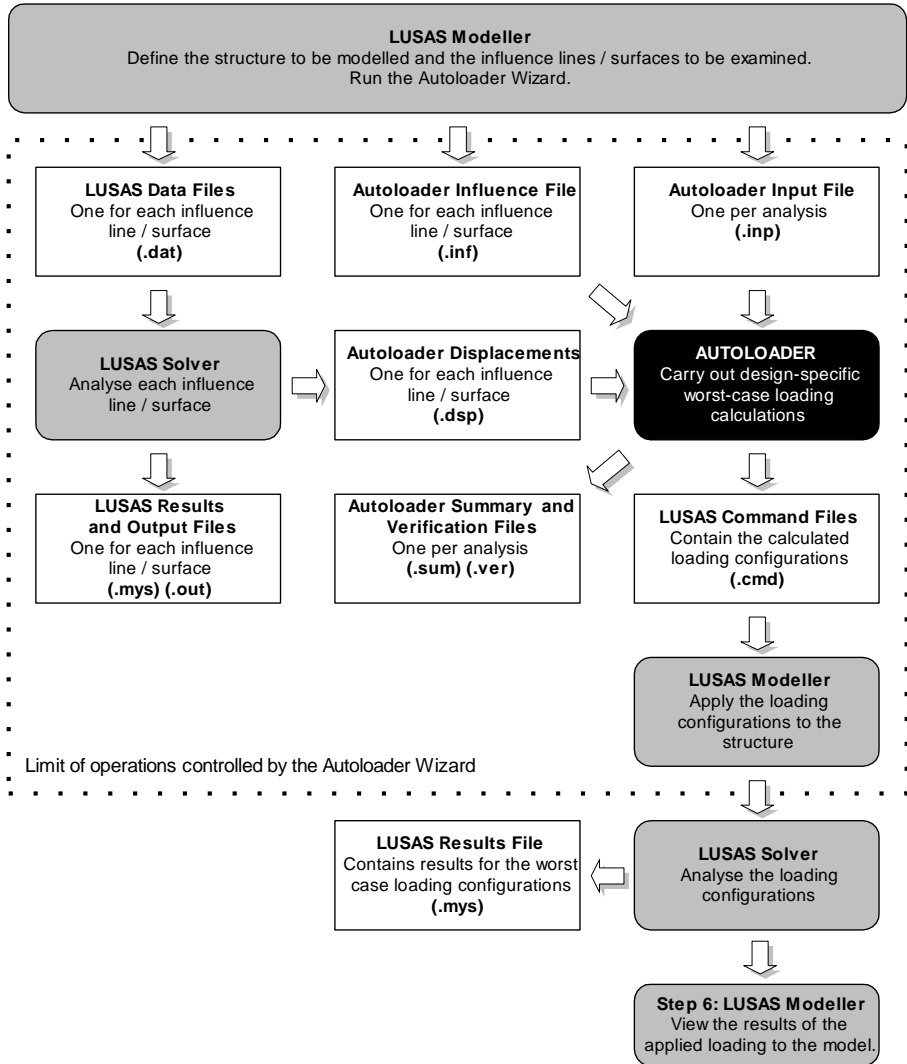 LUSAS Modeller
Define the structure to be modelled and the influence lines / surfaces to be examined.
Run the Autoloader Wizard.
LUSAS Data Files
One for each influence
line / surface
(.dat)
Autoloader Influence File
One for each influence
line / surface
(.inf)
Autoloader Input File
One per analysis
(.inp)
LUSAS Solver
Analyse each influence
line / surface
Autoloader Displacements
One for each influence
line / surface
(.dsp)
AUTOLOADER
Carry out design-specific
worst-case loading
calculations
LUSAS Results
and Output Files
One for each influence
line / surface
(.mys) (.out)
Autoloader Summary and
Verification Files
One per analysis
(.sum) (.ver)
LUSAS Command Files
Contain the calculated
loading configurations
(.cmd)
LUSAS Modeller
Apply the loading
configurations to the
structure
Limit of operations controlled by the Autoloader Wizard
LUSAS Results File
Contains results for the worst
case loading configurations
(.mys)
LUSAS Solver
Analyse the loading
configurations
Step 6: LUSAS Modeller
View the results of the
applied loading to the model.